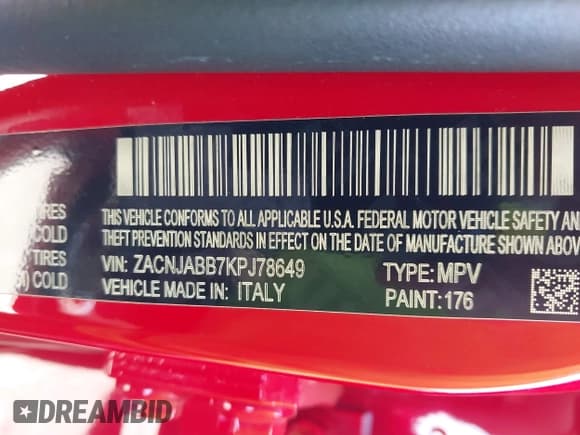 TIRES
COLD
TIRES
COLD
THIS VEHICLE CONFORMS TO ALL APPLICABLE U.S.A. FEDERAL MOTOR VEHICLE SAFETY AN
THEFT PREVENTION STANDARDS IN EFFECT ON THE DATE OF MANUFACTURE SHOWN ABOV
VIN: ZACNJABB7KPJ78649 TYPE: MPV
VEHICLE MADE IN: ITALY PAINT: 176
DREAMBID